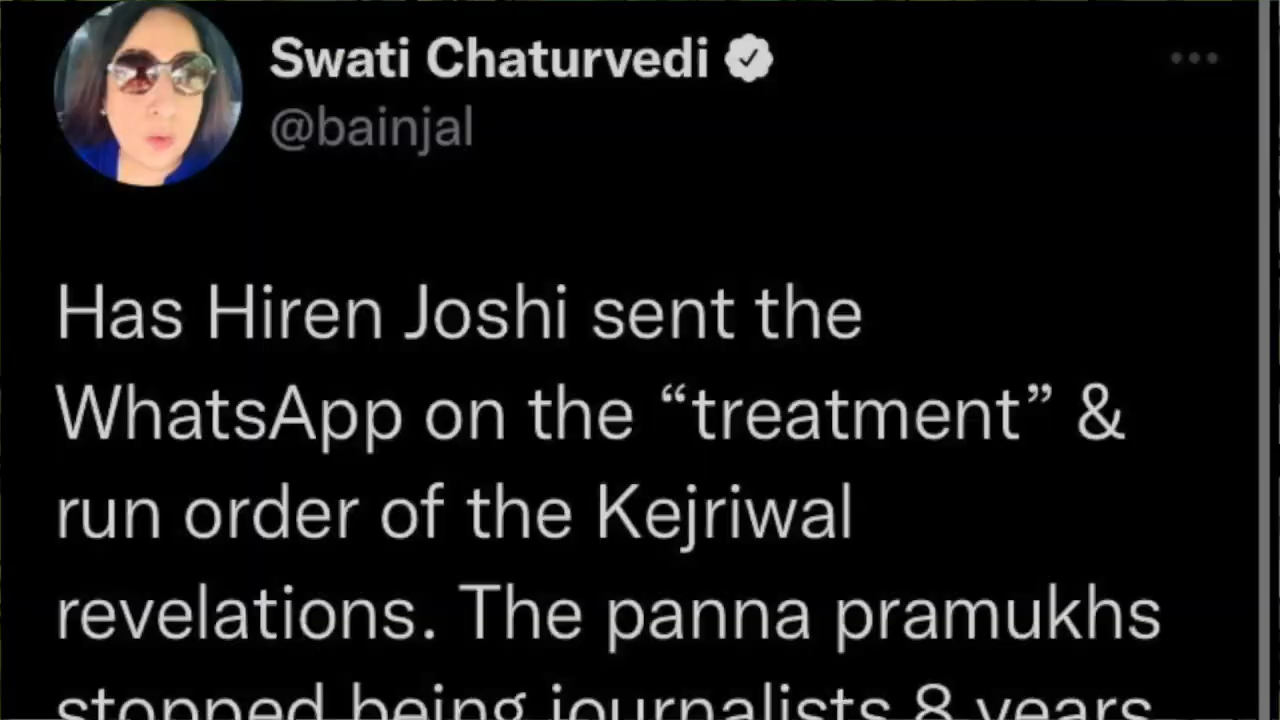 Swati Chaturvedi
@bainjal
Has Hiren Joshi sent the
WhatsApp on the “treatment” &
run order of the Kejriwal
revelations. The panna pramukhs
stopped being journalists 8 years